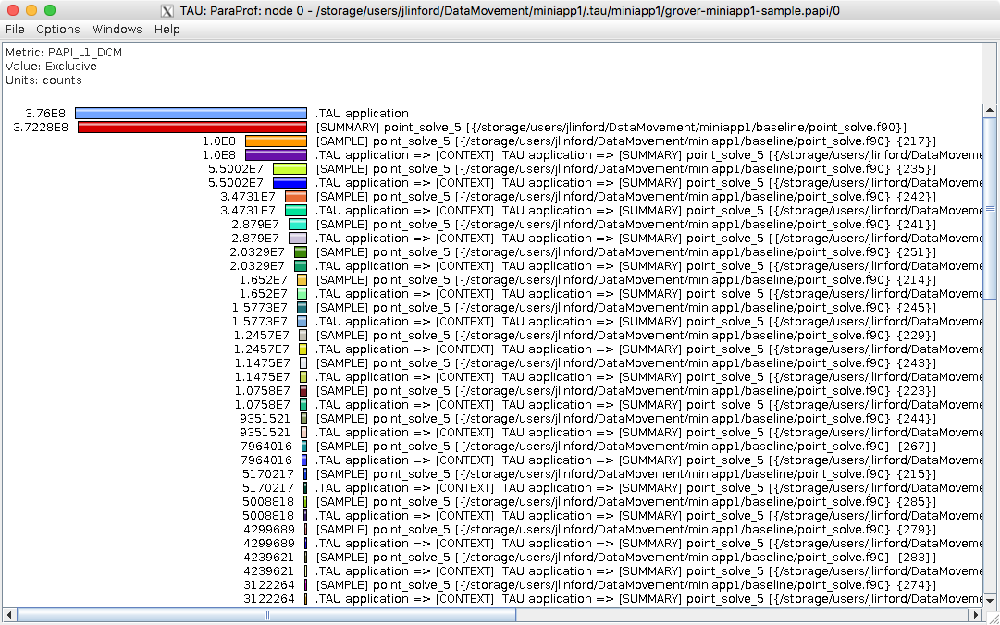 TAU: ParaProf: node 0 - /storage/users/jlinford/DataMovement/miniapp1/.tau/miniapp1/grover-miniapp1-sample.papi/0
File Options Windows Help
Metric: PAPI_L1_DCM
Value: Exclusive
Units: counts
3.76E8 .TAU application
3.7228E8 [SUMMARY] point_solve_5 [{/storage/users/jlinford/DataMovement/miniapp1/baseline/point_solve.f90}]
1.0E8 [SAMPLE] point_solve_5 [{/storage/users/jlinford/DataMovement/miniapp1/baseline/point_solve.f90} {217}]
1.0E8 .TAU application => [CONTEXT] .TAU application => [SUMMARY] point_solve_5 [{/storage/users/jlinford/DataMoveme
5.5002E7 [SAMPLE] point_solve_5 [{/storage/users/jlinford/DataMovement/miniapp1/baseline/point_solve.f90} {235}]
5.5002E7 .TAU application => [CONTEXT] .TAU application => [SUMMARY] point_solve_5 [{/storage/users/jlinford/DataMoveme
3.4731E7 [SAMPLE] point_solve_5 [{/storage/users/jlinford/DataMovement/miniapp1/baseline/point_solve.f90} {242}]
3.4731E7 .TAU application => [CONTEXT] .TAU application => [SUMMARY] point_solve_5 [{/storage/users/jlinford/DataMoveme
2.879E7 [SAMPLE] point_solve_5 [{/storage/users/jlinford/DataMovement/miniapp1/baseline/point_solve.f90} {241}]
2.879E7 .TAU application => [CONTEXT] .TAU application => [SUMMARY] point_solve_5 [{/storage/users/jlinford/DataMoveme
2.0329E7 [SAMPLE] point_solve_5 [{/storage/users/jlinford/DataMovement/miniapp1/baseline/point_solve.f90} {251}]
2.0329E7 .TAU application => [CONTEXT] .TAU application => [SUMMARY] point_solve_5 [{/storage/users/jlinford/DataMoveme
1.652E7 [SAMPLE] point_solve_5 [{/storage/users/jlinford/DataMovement/miniapp1/baseline/point_solve.f90} {214}]
1.652E7 .TAU application => [CONTEXT] .TAU application => [SUMMARY] point_solve_5 [{/storage/users/jlinford/DataMoveme
1.5773E7 [SAMPLE] point_solve_5 [{/storage/users/jlinford/DataMovement/miniapp1/baseline/point_solve.f90} {245}]
1.5773E7 .TAU application => [CONTEXT] .TAU application => [SUMMARY] point_solve_5 [{/storage/users/jlinford/DataMoveme
1.2457E7 [SAMPLE] point_solve_5 [{/storage/users/jlinford/DataMovement/miniapp1/baseline/point_solve.f90} {229}]
1.2457E7 .TAU application => [CONTEXT] .TAU application => [SUMMARY] point_solve_5 [{/storage/users/jlinford/DataMoveme
1.1475E7 [SAMPLE] point_solve_5 [{/storage/users/jlinford/DataMovement/miniapp1/baseline/point_solve.f90} {243}]
1.1475E7 .TAU application => [CONTEXT] .TAU application => [SUMMARY] point_solve_5 [{/storage/users/jlinford/DataMoveme
1.0758E7 [SAMPLE] point_solve_5 [{/storage/users/jlinford/DataMovement/miniapp1/baseline/point_solve.f90} {223}]
1.0758E7 .TAU application => [CONTEXT] .TAU application => [SUMMARY] point_solve_5 [{/storage/users/jlinford/DataMoveme
9351521 [SAMPLE] point_solve_5 [{/storage/users/jlinford/DataMovement/miniapp1/baseline/point_solve.f90} {244}]
9351521 .TAU application => [CONTEXT] .TAU application => [SUMMARY] point_solve_5 [{/storage/users/jlinford/DataMoveme
7964016 [SAMPLE] point_solve_5 [{/storage/users/jlinford/DataMovement/miniapp1/baseline/point_solve.f90} {267}]
7964016 .TAU application => [CONTEXT] .TAU application => [SUMMARY] point_solve_5 [{/storage/users/jlinford/DataMoveme
5170217 [SAMPLE] point_solve_5 [{/storage/users/jlinford/DataMovement/miniapp1/baseline/point_solve.f90} {215}]
5170217 .TAU application => [CONTEXT] .TAU application => [SUMMARY] point_solve_5 [{/storage/users/jlinford/DataMoveme
5008818 [SAMPLE] point_solve_5 [{/storage/users/jlinford/DataMovement/miniapp1/baseline/point_solve.f90} {285}]
5008818 .TAU application => [CONTEXT] .TAU application => [SUMMARY] point_solve_5 [{/storage/users/jlinford/DataMoveme
4299689 [SAMPLE] point_solve_5 [{/storage/users/jlinford/DataMovement/miniapp1/baseline/point_solve.f90} {279}]
4299689 .TAU application => [CONTEXT] .TAU application => [SUMMARY] point_solve_5 [{/storage/users/jlinford/DataMoveme
4239621 [SAMPLE] point_solve_5 [{/storage/users/jlinford/DataMovement/miniapp1/baseline/point_solve.f90} {283}]
4239621 .TAU application => [CONTEXT] .TAU application => [SUMMARY] point_solve_5 [{/storage/users/jlinford/DataMoveme
3122264 [SAMPLE] point_solve_5 [{/storage/users/jlinford/DataMovement/miniapp1/baseline/point_solve.f90} {274}]
3122264 .TAU application => [CONTEXT] .TAU application => [SUMMARY] point_solve_5 [{/storage/users/jlinford/DataMoveme